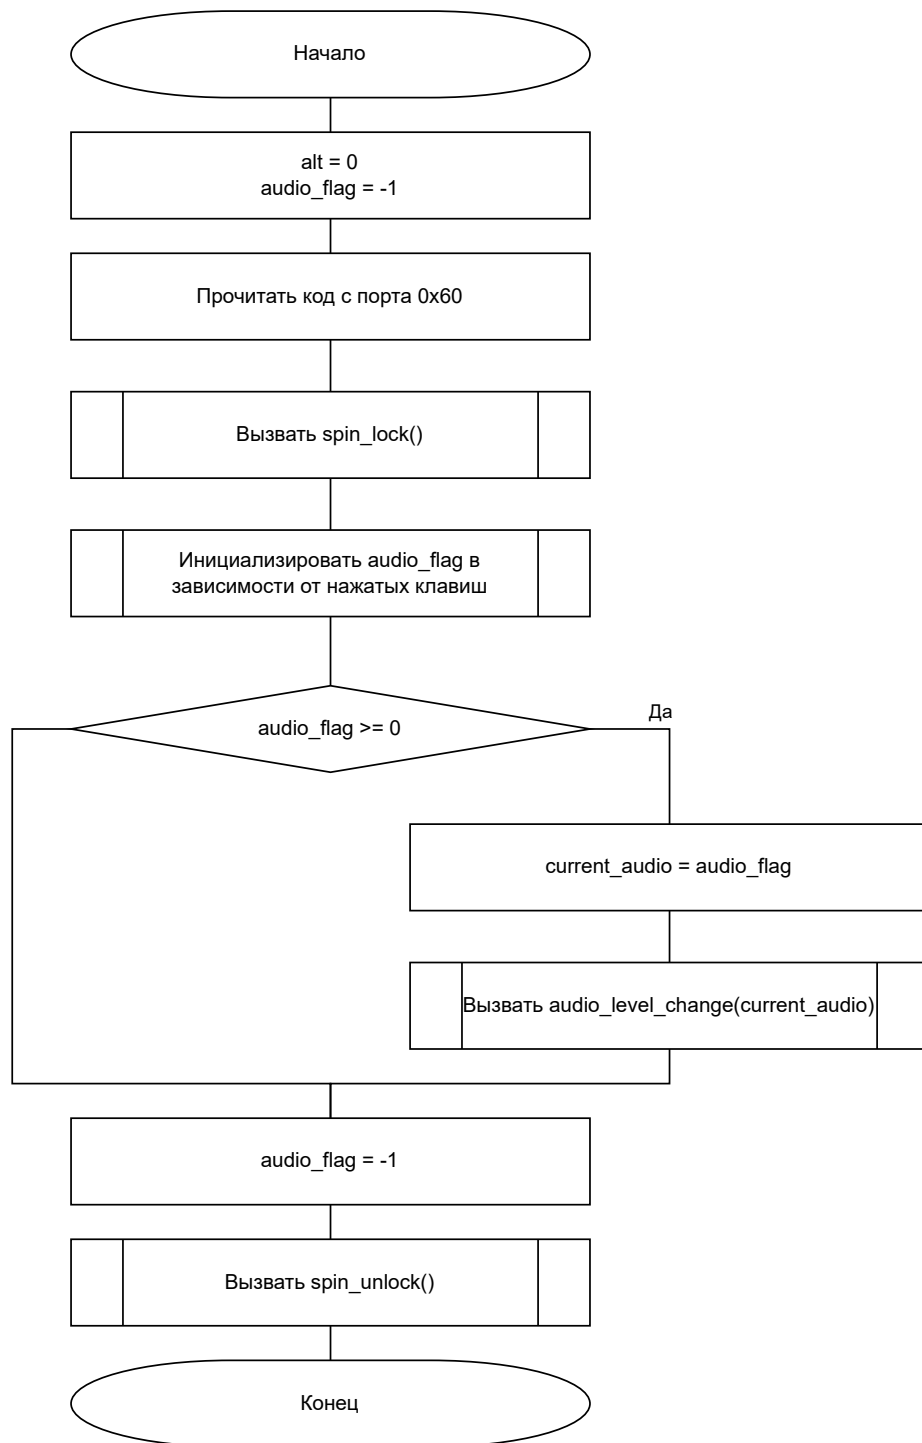 Начало
alt = 0
audio_flag = -1
Прочитать код с порта 0x60
Вызвать spin_lock()
Инициализировать audio_flag в
зависимости от нажатых клавиш
Да
audio_flag >= 0
current_audio = audio_flag
Вызвать audio_level_change(current_audio)
audio_flag = -1
Вызвать spin_unlock()
Конец